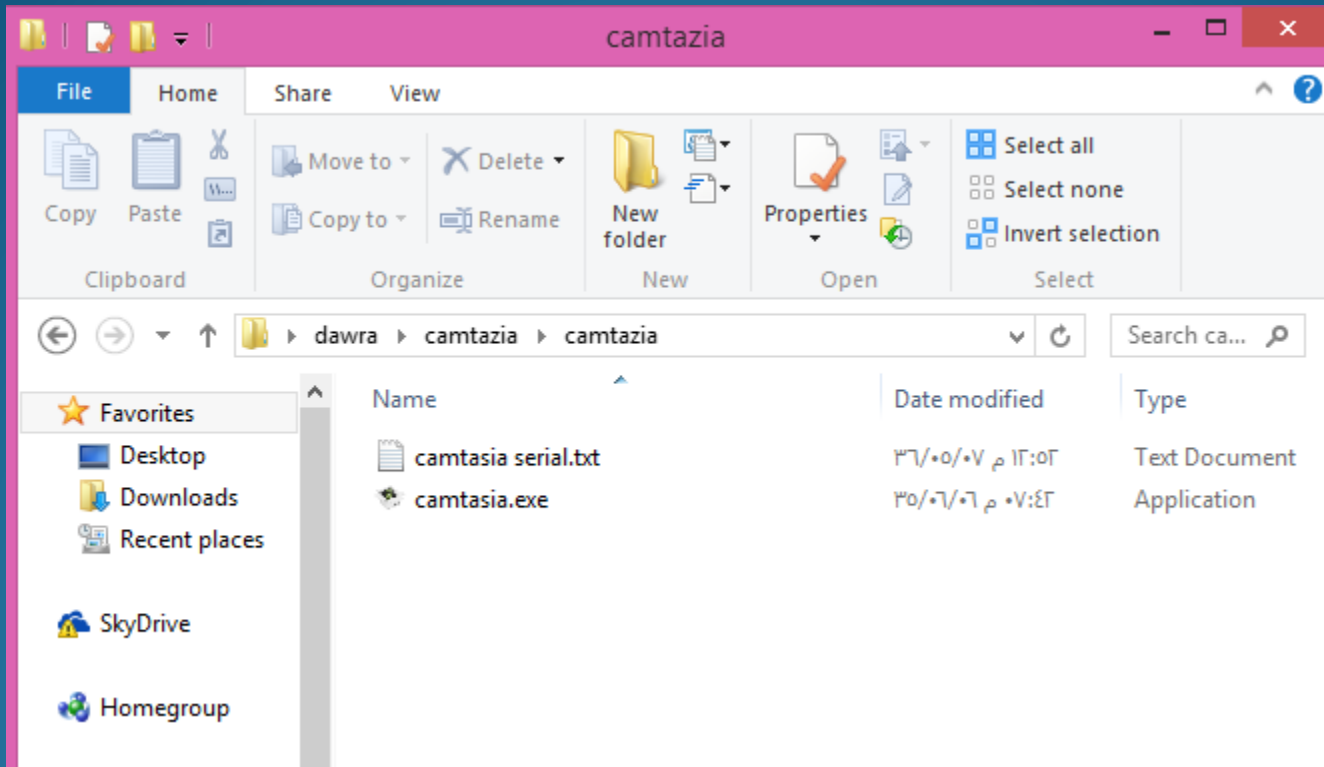 camtazia
File Home Share View
Copy
Paste
Move to
Copy to
Delete
Rename
New folder
Properties
Select all
Select none
Invert selection
Clipboard Organize New Open Select
dawra camtazia camtazia
Search ca...
Favorites
Desktop
Downloads
Recent places
SkyDrive
Homegroup
Name Date modified Type
camtasia serial.txt ٣٦/٠٥/٠٧ م ١٢:٥٢ Text Document
camtasia.exe ٣٥/٠٦/٠٦ م ٠٧:٤٢ Application